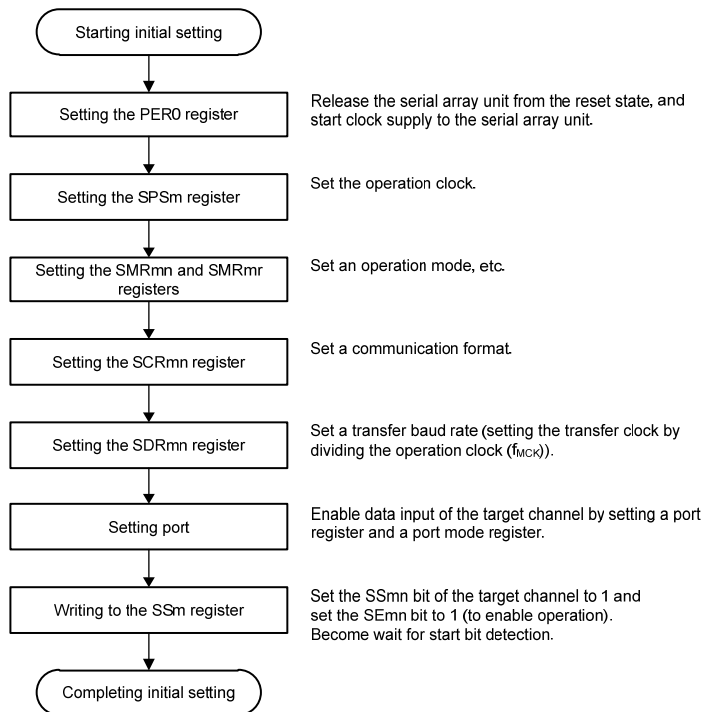 Starting initial setting
Setting the PER0 register
Release the serial array unit from the reset state, and
start clock supply to the serial array unit.
Setting the SPSm register
Set the operation clock.
Setting the SMRmn and SMRmr
registers
Set an operation mode, etc.
Setting the SCRmn register
Set a communication format.
Setting the SDRmn register
Set a transfer baud rate (setting the transfer clock by
dividing the operation clock (fMCK)).
Setting port
Enable data input of the target channel by setting a port
register and a port mode register.
Writing to the SSm register
Set the SSmn bit of the target channel to 1 and
set the SEmn bit to 1 (to enable operation).
Become wait for start bit detection.
Completing initial setting